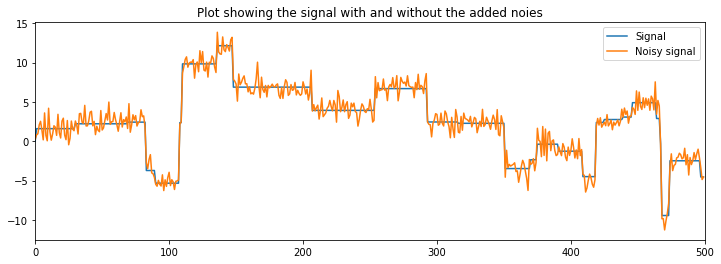 Plot showing the signal with and without the added noies
15
10
5
0
−5
−10
0 100 200 300 400 500
Signal
Noisy signal